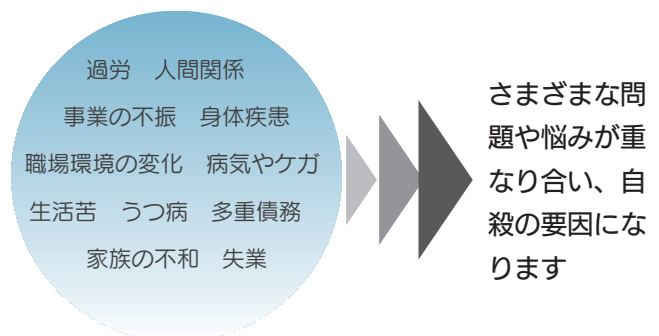 過労　人間関係
事業の不振　身体疾患
職場環境の変化　病気やケガ
生活苦　うつ病　多重債務
家族の不和　失業
さまざまな問
題や悩みが重
なり合い、自
殺の要因にな
ります